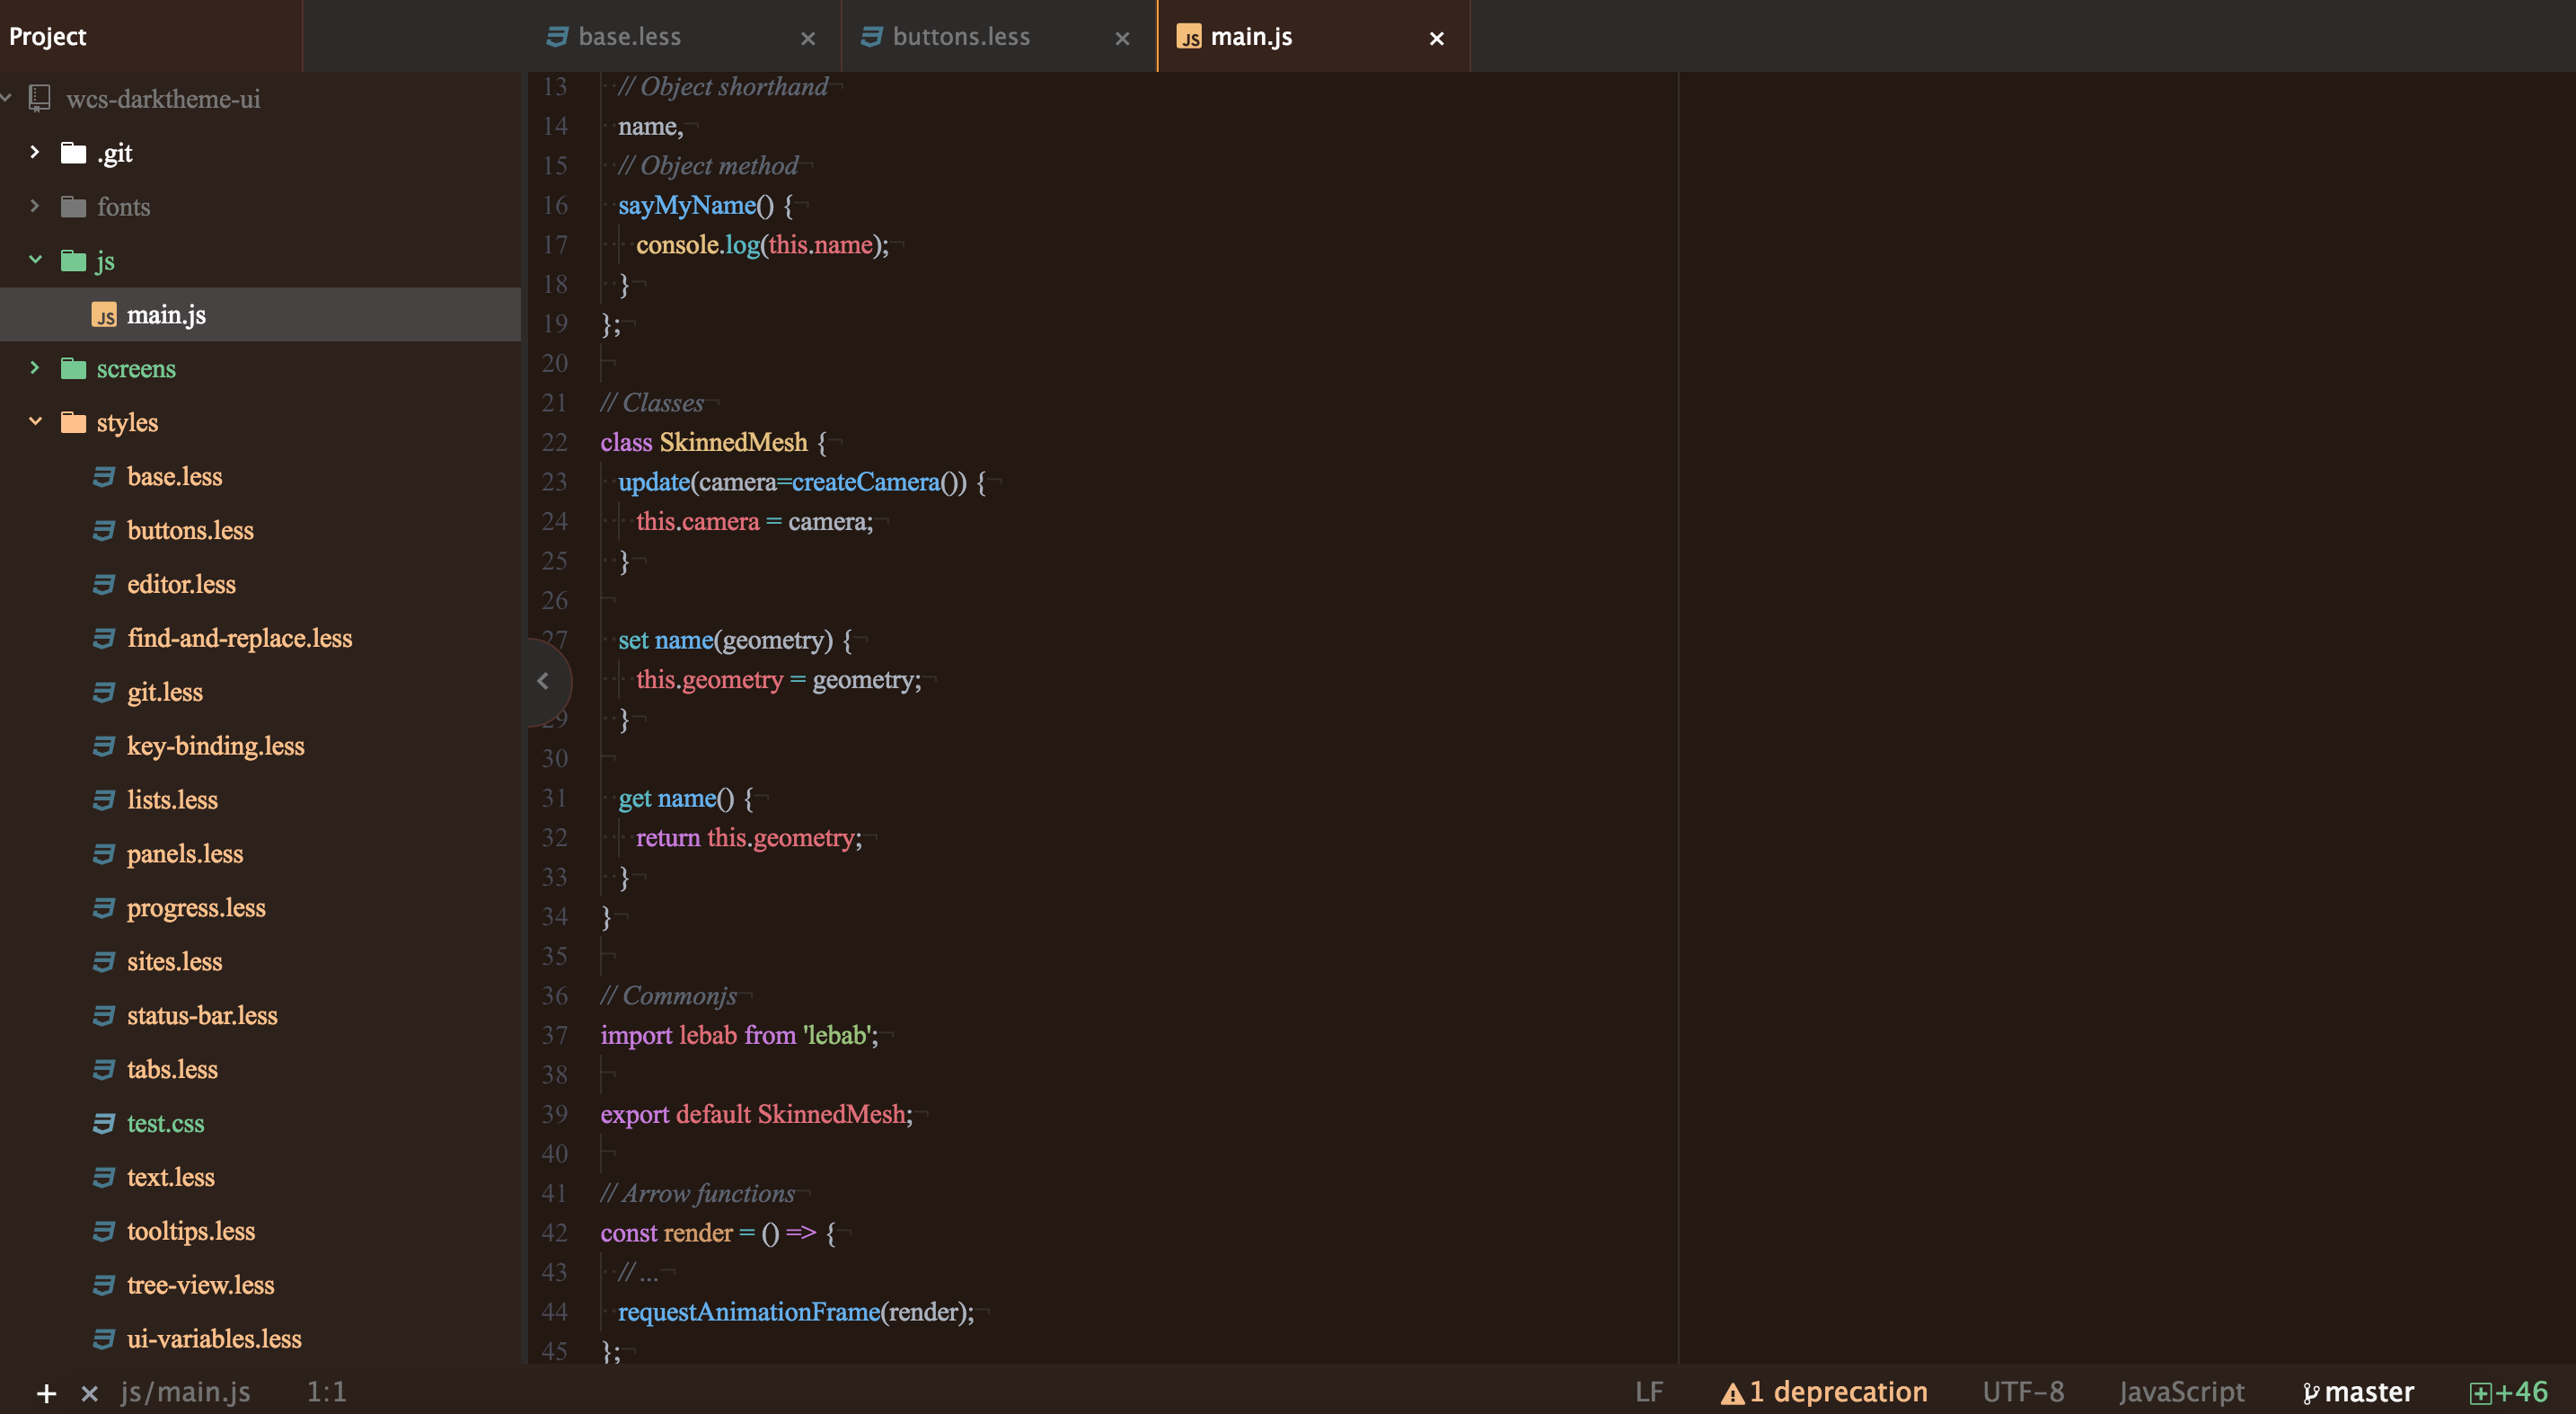 Project
base.less
buttons.less
main.js
wcs-darktheme-ui
.git
fonts
js
main.js
screens
styles
base.less
buttons.less
editor.less
find-and-replace.less
git.less
key-binding.less
lists.less
panels.less
progress.less
sites.less
status-bar.less
tabs.less
test.css
text.less
tooltips.less
tree-view.less
ui-variables.less
13 // Object shorthand
14 name,
15 // Object method
16 sayMyName() {
17 console.log(this.name);
18 }
19 };
20
21 // Classes
22 class SkinnedMesh {
23 update(camera=createCamera()) {
24 this.camera = camera;
25 }
26
27 set name(geometry) {
this.geometry = geometry;
29 }
30
31 get name() {
32 return this.geometry;
33 }
34 }
35
36 // Commonjs
37 import lebab from 'lebab';
38
39 export default SkinnedMesh;
40
41 // Arrow functions
42 const render = () => {
43 // ...
44 requestAnimationFrame(render);
45 };
js/main.js 1:1 LF 1 deprecation UTF-8 JavaScript master +46